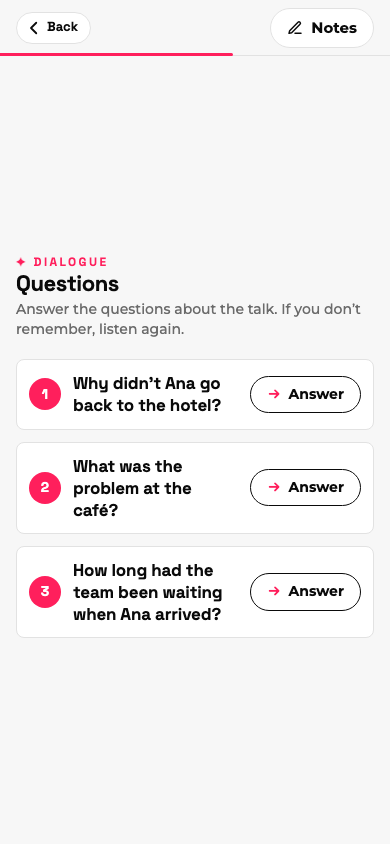 Back
Notes
✦ DIALOGUE
Questions
Answer the questions about the talk. If you don’t
remember, listen again.
1
Why didn’t Ana go
back to the hotel?
→ Answer
2
What was the
problem at the
café?
→ Answer
3
How long had the
team been waiting
when Ana arrived?
→ Answer